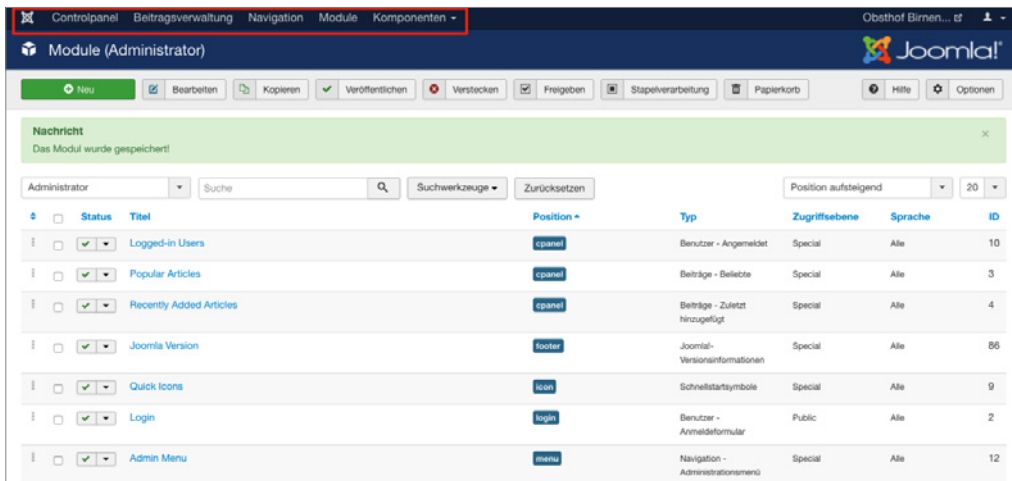 Controlpanel Beitragsverwaltung Navigation Module Komponenten Obsthof Birnen...
Module (Administrator) Joomla!
Neu Bearbeiten Kopieren Veröffentlichen Verstecken Freigeben Stapelverarbeitung Papierkorb Hilfe Optionen
Nachricht
Das Modul wurde gespeichert!
Administrator Suche Suchwerkzeuge Zurücksetzen Position aufsteigend 20
Status Titel Position Typ Zugriffsebene Sprache ID
Logged-in Users cpanel Benutzer - Angemeldet Special Alle 10
Popular Articles cpanel Beiträge - Beliebte Special Alle 3
Recently Added Articles cpanel Beiträge - Zuletzt Special Alle 4
hinzugefügt
Joomla Version footer Joomla!- Special Alle 86
Versionsinformationen
Quick Icons icon Schnellstartsymbole Special Alle 9
Login login Benutzer - Public Alle 2
Anmeldeformular
Admin Menu menu Navigation - Special Alle 12
Administrationsmenü